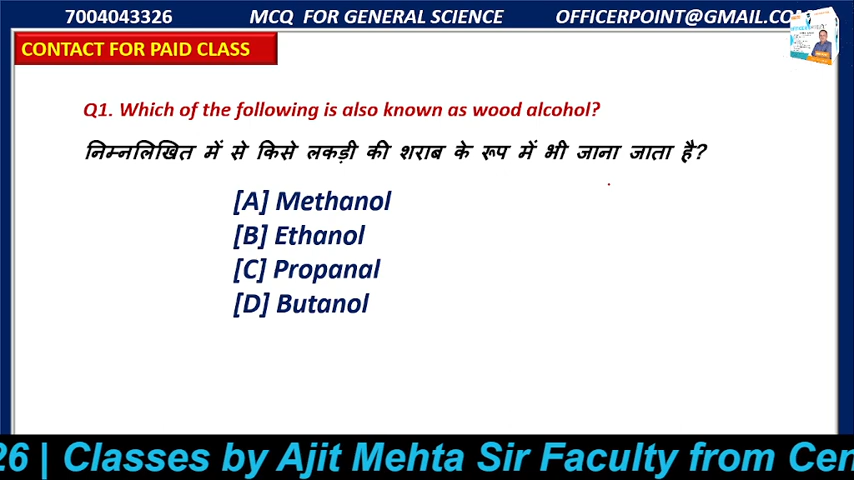 7004043326 MCQ FOR GENERAL SCIENCE OFFICERPOINT@GMAIL.CO
CONTACT FOR PAID CLASS
Q1. Which of the following is also known as wood alcohol?
निम्नलिखित में से किसे लकड़ी की शराब के रूप में भी जाना जाता है?
[A] Methanol
[B] Ethanol
[C] Propanal
[D] Butanol
26 | Classes by Ajit Mehta Sir Faculty from Cen